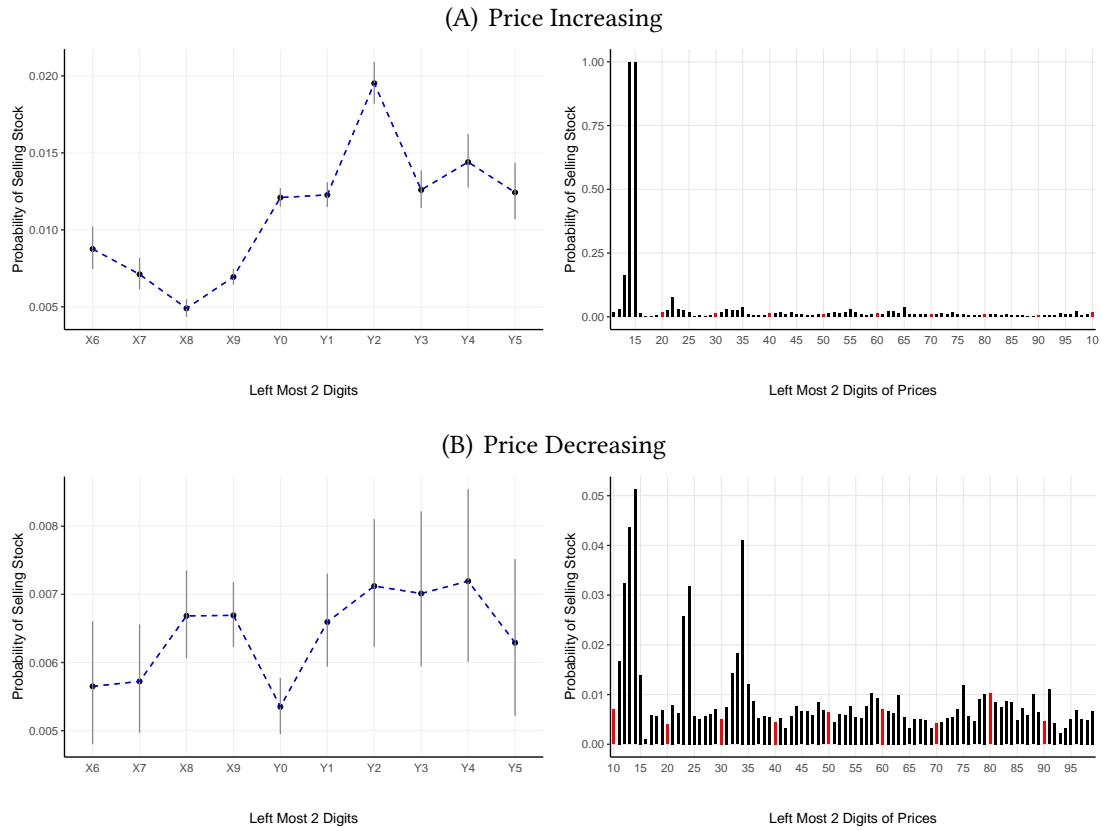 (A) Price Increasing
Probability of Selling Stock
0.020
0.015
0.010
0.005
X6 X7 X8 X9 Y0 Y1 Y2 Y3 Y4 Y5
Left Most 2 Digits
Probability of Selling Stock
1.00
0.75
0.50
0.25
0.00
15 20 25 30 35 40 45 50 55 60 65 70 75 80 85 90 95 10
Left Most 2 Digits of Prices
(B) Price Decreasing
Probability of Selling Stock
0.008
0.007
0.006
0.005
X6 X7 X8 X9 Y0 Y1 Y2 Y3 Y4 Y5
Left Most 2 Digits
Probability of Selling Stock
0.05
0.04
0.03
0.02
0.01
0.00
10 15 20 25 30 35 40 45 50 55 60 65 70 75 80 85 90 95
Left Most 2 Digits of Prices